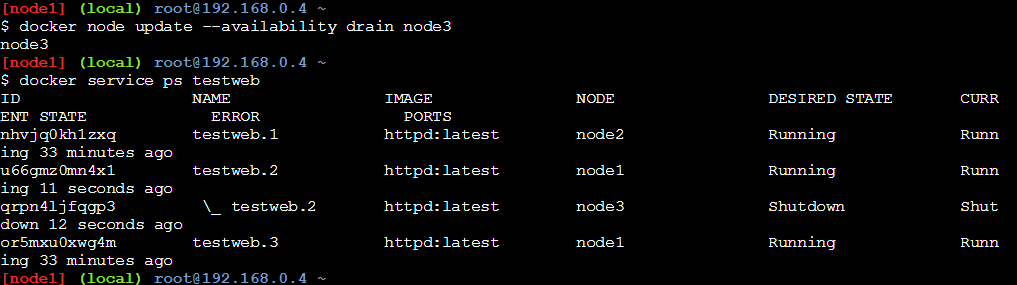 [node1] (local) root@192.168.0.4 ~
$ docker node update --availability drain node3
node3
[node1] (local) root@192.168.0.4 ~
$ docker service ps testweb
ID NAME IMAGE NODE DESIRED STATE CURR
ENT STATE ERROR PORTS
nhvjq0kh1zxq testweb.1 httpd:latest node2 Running Runn
ing 33 minutes ago
u66gmz0mn4x1 testweb.2 httpd:latest node1 Running Runn
ing 11 seconds ago
qrpn4ljfqgp3 \_ testweb.2 httpd:latest node3 Shutdown Shut
down 12 seconds ago
or5mxu0xwg4m testweb.3 httpd:latest node1 Running Runn
ing 33 minutes ago
[node1] (local) root@192.168.0.4 ~